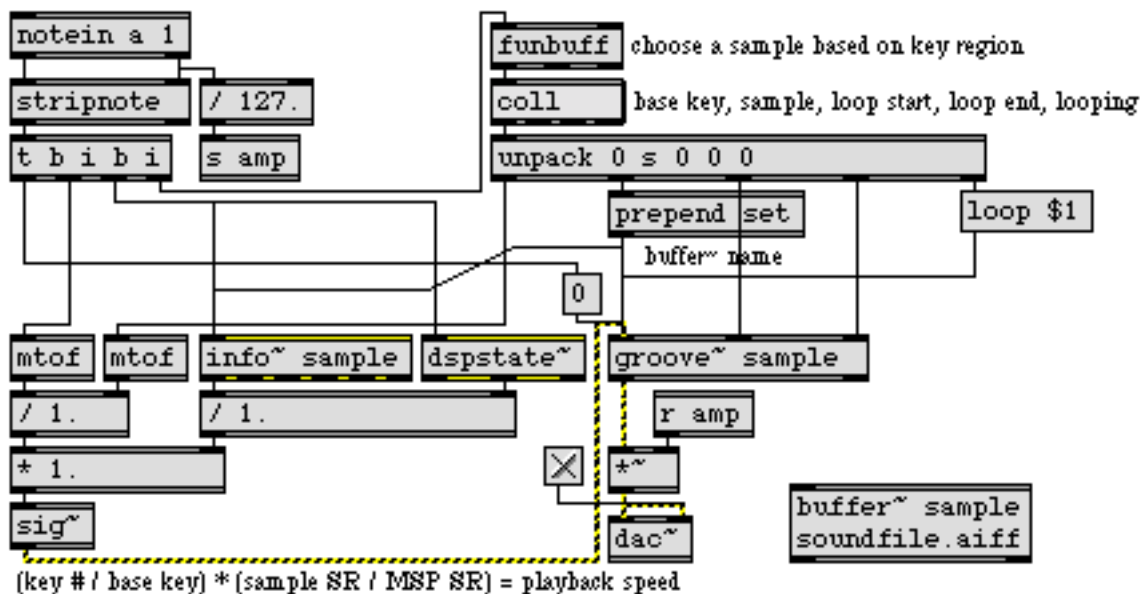 notein a 1
funbuff
choose a sample based on key region
stripnote
/ 127.
coll
base key, sample, loop start, loop end, looping
t b i b i
s amp
unpack 0 s 0 0 0
prepend set
loop $1
buffer~ name
0
mtof
mtof
info~ sample
dspstate~
groove~ sample
/ 1.
/ 1.
r amp
* 1.
*~
sig~
dac~
buffer~ sample
soundfile.aiff
(key # / base key) * (sample SR / MSP SR) = playback speed